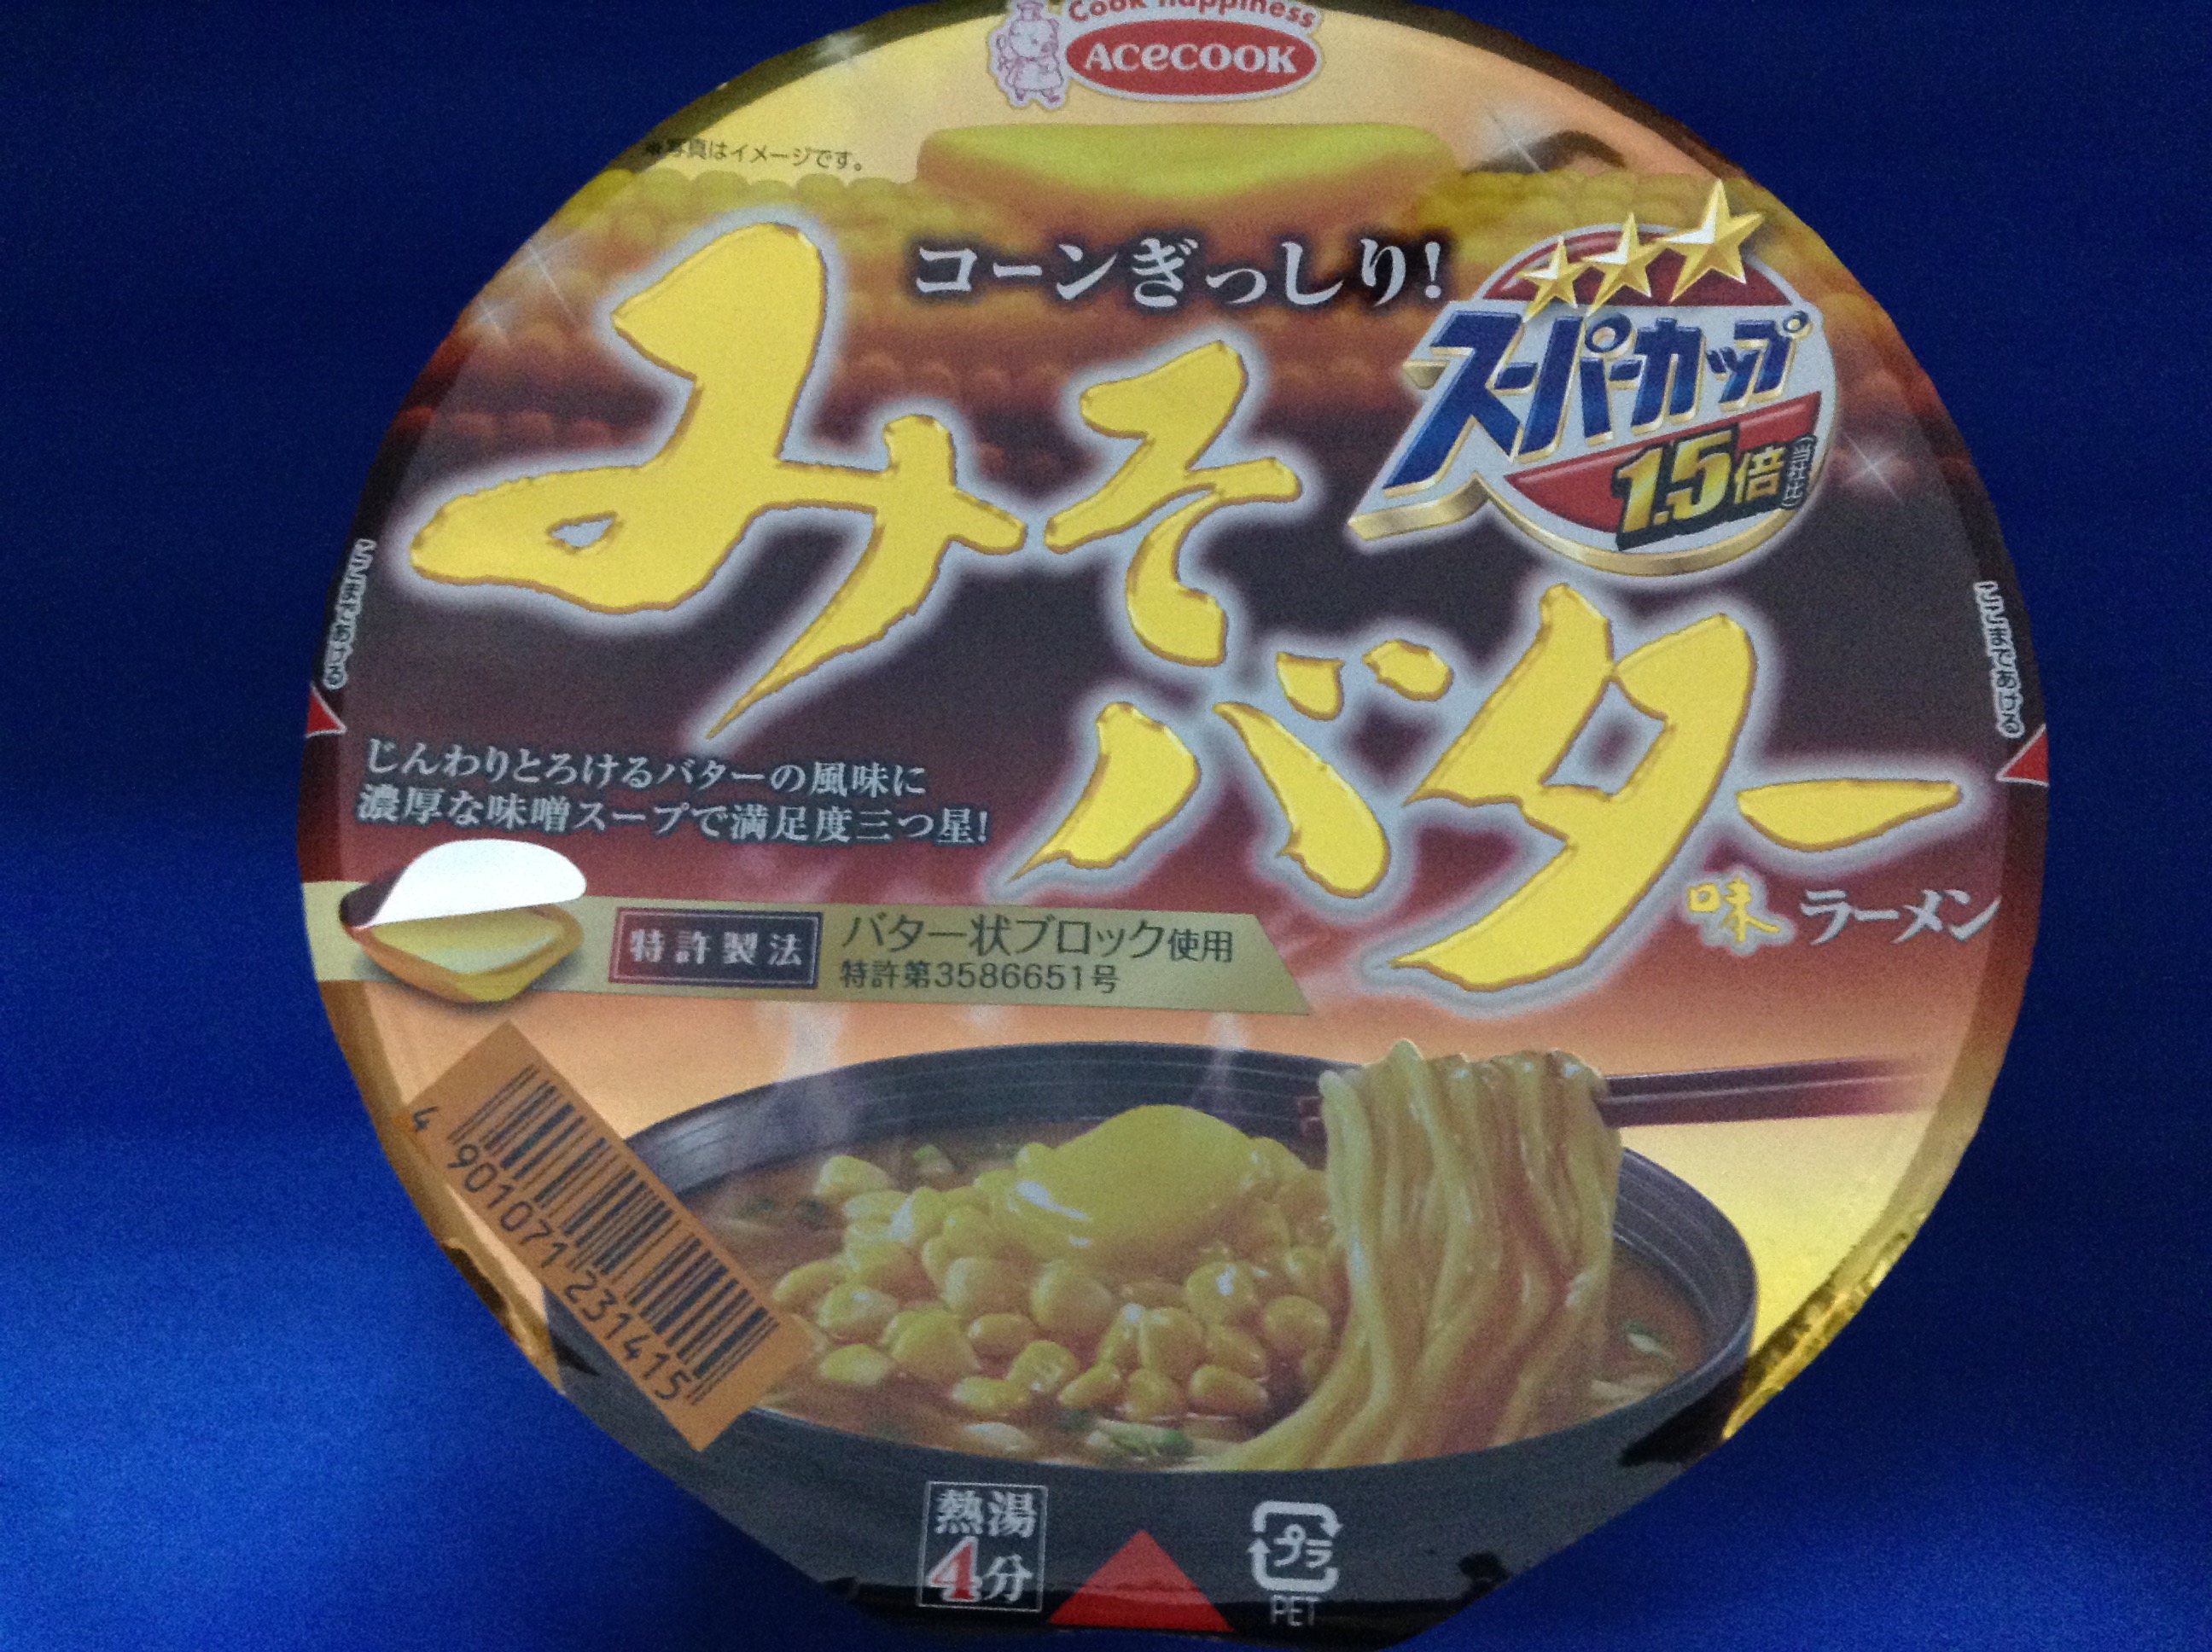 Cook happiness
ACECOOK
※写真はイメージです。
コーンぎっしり!
スーパーカップ
1.5倍
(当社比)
みそ
バター
味ラーメン
ここまであける
ここまであける
じんわりとろけるバターの風味に
濃厚な味噌スープで満足度三つ星!
特許製法
バター状ブロック使用
特許第3586651号
4 901071 231415
熱湯
4分
プラ
PET